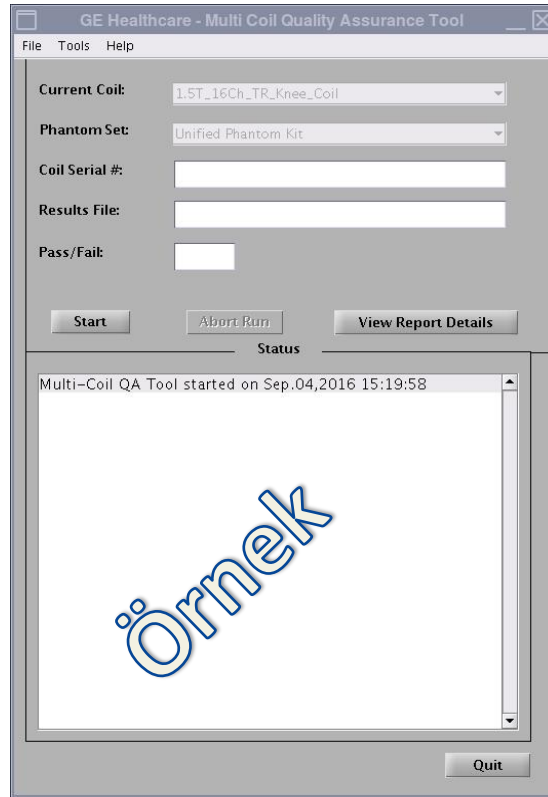 GE Healthcare - Multi Coil Quality Assurance Tool
File Tools Help
Current Coil: 1.5T_16Ch_TR_Knee_Coil
Phantom Set: Unified Phantom Kit
Coil Serial #:
Results File:
Pass/Fail:
Start Abort Run View Report Details
Status
Multi-Coil QA Tool started on Sep.04,2016 15:19:58
Örnek
Quit